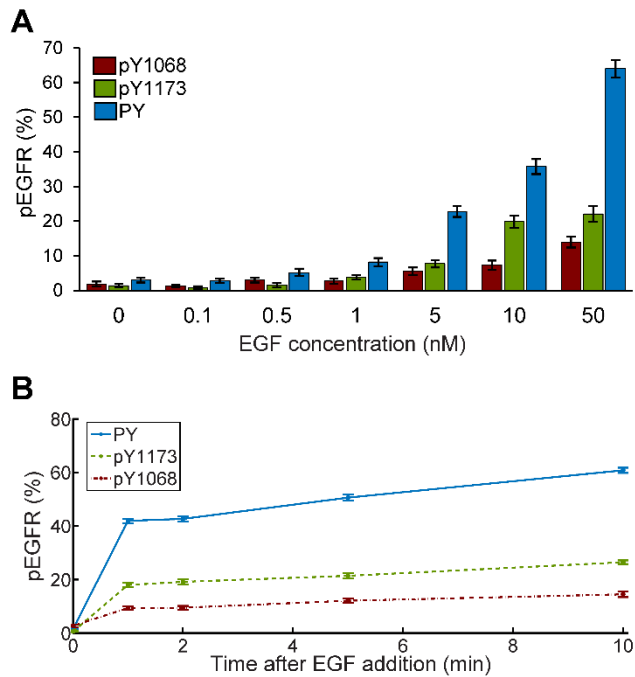 A
70
60
50
40
30
20
10
0
pEGFR (%)
pY1068
pY1173
PY
0 0.1 0.5 1 5 10 50
EGF concentration (nM)
B
80
60
40
20
0
pEGFR (%)
PY
pY1173
pY1068
0 2 4 6 8 10
Time after EGF addition (min)